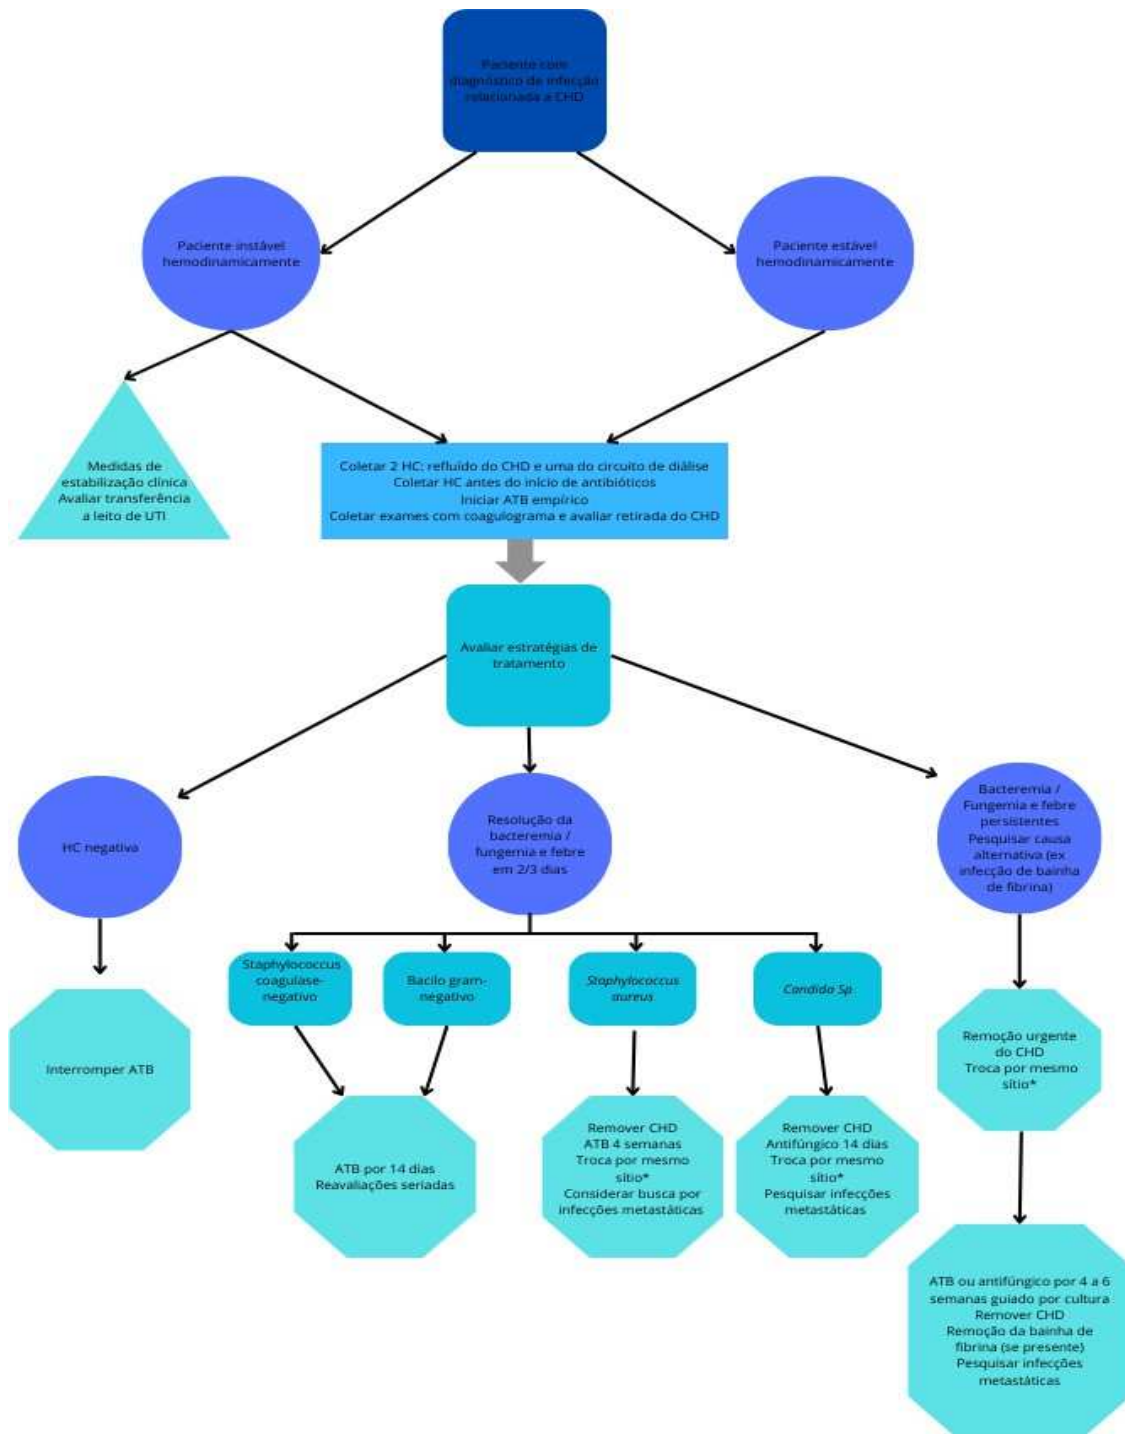 Paciente com
diagnóstico de infecção
relacionada a CHD
Paciente instável
hemodinamicamente
Paciente estável
hemodinamicamente
Medidas de
estabilização clínica
Avaliar transferência
a leito de UTI
Coletar 2 HC: refluído do CHD e uma do circuito de diálise
Coletar HC antes do início de antibióticos
Iniciar ATB empírico
Coletar exames com coagulograma e avaliar retirada do CHD
Avaliar estratégias de
tratamento
HC negativa
Resolução da
bacteremia /
fungemia e febre
em 2/3 dias
Bacteremia /
Fungemia e febre
persistentes
Pesquisar causa
alternativa (ex
infecção de bainha
de fibrina)
Staphylococcus
coagulase-
negativo
Bacilo gram-
negativo
Staphylococcus
aureus
Candida Sp
Interromper ATB
ATB por 14 dias
Reavaliações seriadas
Remover CHD
ATB 4 semanas
Troca por mesmo
sítio*
Considerar busca por
infecções metastáticas
Remover CHD
Antifúngico 14 dias
Troca por mesmo
sítio*
Pesquisar infecções
metastáticas
Remoção urgente
do CHD
Troca por mesmo
sítio*
ATB ou antifúngico por 4 a 6
semanas guiado por cultura
Remover CHD
Remoção da bainha de
fibrina (se presente)
Pesquisar infecções
metastáticas